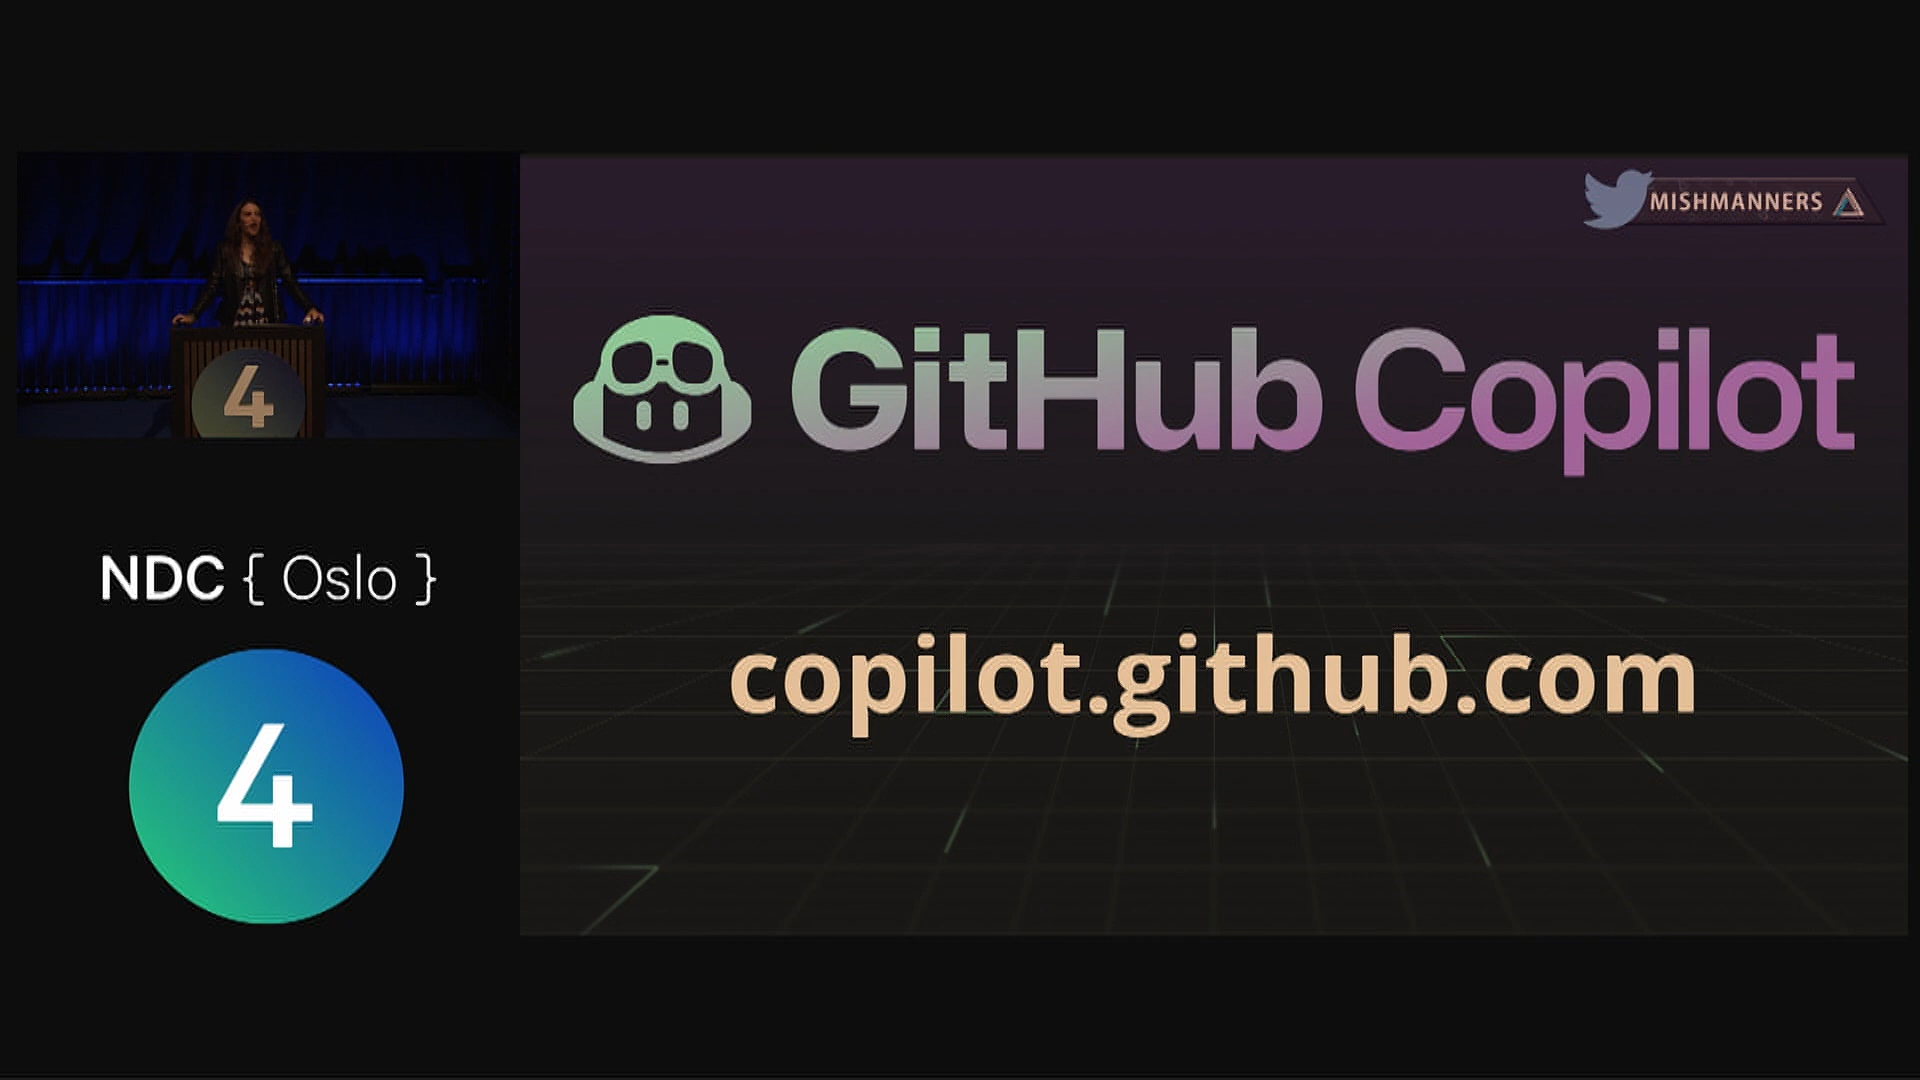 4
NDC { Oslo }
4
MISHMANNERS
GitHub Copilot
copilot.github.com